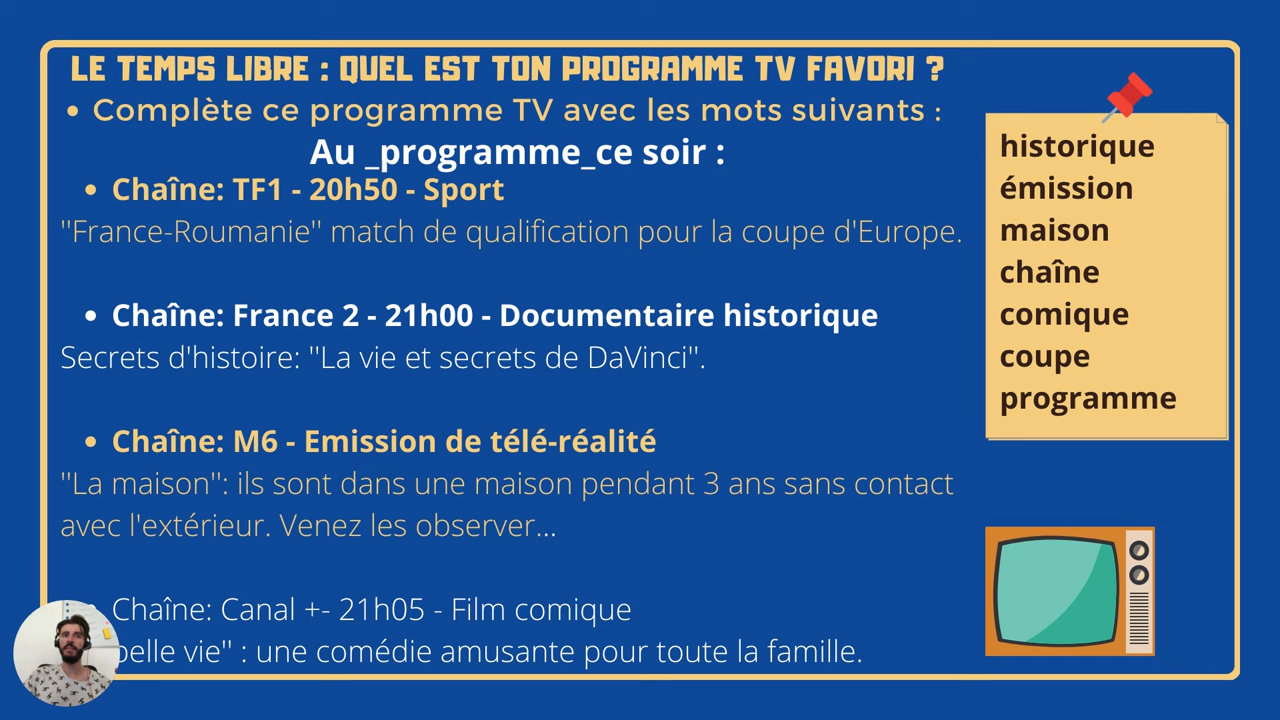 LE TEMPS LIBRE : QUEL EST TON PROGRAMME TV FAVORI ?
• Complète ce programme TV avec les mots suivants :
Au _programme_ce soir :
• Chaîne: TF1 - 20h50 - Sport
"France-Roumanie" match de qualification pour la coupe d'Europe.
• Chaîne: France 2 - 21h00 - Documentaire historique
Secrets d'histoire: "La vie et secrets de DaVinci".
• Chaîne: M6 - Emission de télé-réalité
"La maison": ils sont dans une maison pendant 3 ans sans contact
avec l'extérieur. Venez les observer...
Chaîne: Canal +- 21h05 - Film comique
belle vie" : une comédie amusante pour toute la famille.
historique
émission
maison
chaîne
comique
coupe
programme